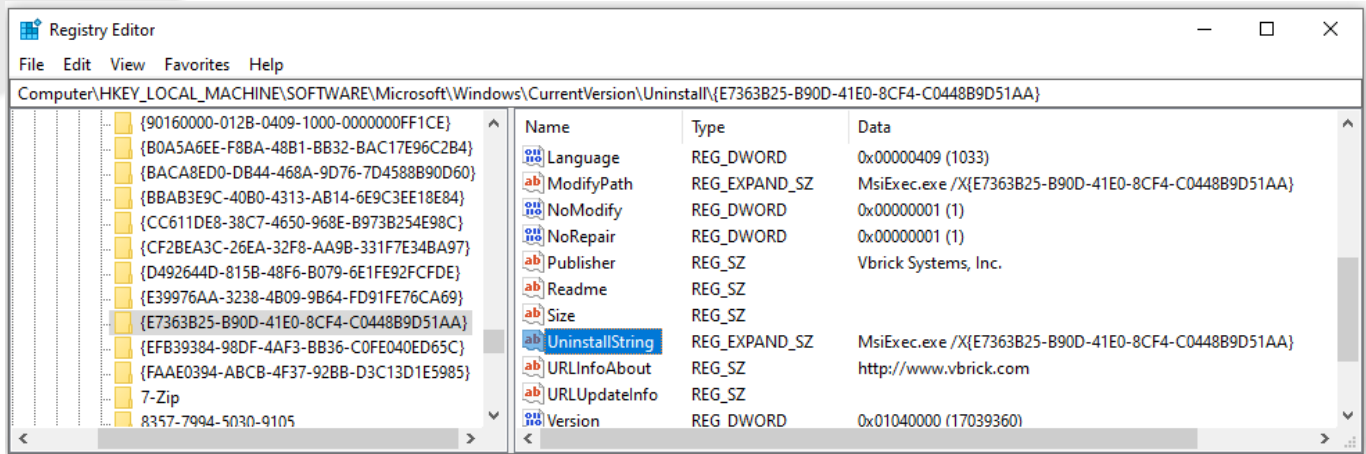 Registry Editor
File Edit View Favorites Help
Computer\HKEY_LOCAL_MACHINE\SOFTWARE\Microsoft\Windows\CurrentVersion\Uninstall\{E7363B25-B90D-41E0-8CF4-C0448B9D51AA}
{90160000-012B-0409-1000-0000000FF1CE}
{B0A5A6EE-F8BA-48B1-BB32-BAC17E96C2B4}
{BACA8ED0-DB44-468A-9D76-7D4588B90D60}
{BBAB3E9C-40B0-4313-AB14-6E9C3EE18E84}
{CC611DE8-38C7-4650-968E-B973B254E98C}
{CF2BEA3C-26EA-32F8-AA9B-331F7E34BA97}
{D492644D-815B-48F6-B079-6E1FE92FCFDE}
{E39976AA-3238-4B09-9B64-FD91FE76CA69}
{E7363B25-B90D-41E0-8CF4-C0448B9D51AA}
{EFB39384-98DF-4AF3-BB36-C0FE040ED65C}
{FAAE0394-ABCB-4F37-92BB-D3C13D1E5985}
7-Zip
8357-7994-5030-9105
Name Type Data
Language REG_DWORD 0x00000409 (1033)
ModifyPath REG_EXPAND_SZ MsiExec.exe /X{E7363B25-B90D-41E0-8CF4-C0448B9D51AA}
NoModify REG_DWORD 0x00000001 (1)
NoRepair REG_DWORD 0x00000001 (1)
Publisher REG_SZ Vbrick Systems, Inc.
Readme REG_SZ
Size REG_SZ
UninstallString REG_EXPAND_SZ MsiExec.exe /X{E7363B25-B90D-41E0-8CF4-C0448B9D51AA}
URLInfoAbout REG_SZ http://www.vbrick.com
URLUpdateInfo REG_SZ
Version REG_DWORD 0x01040000 (17039360)